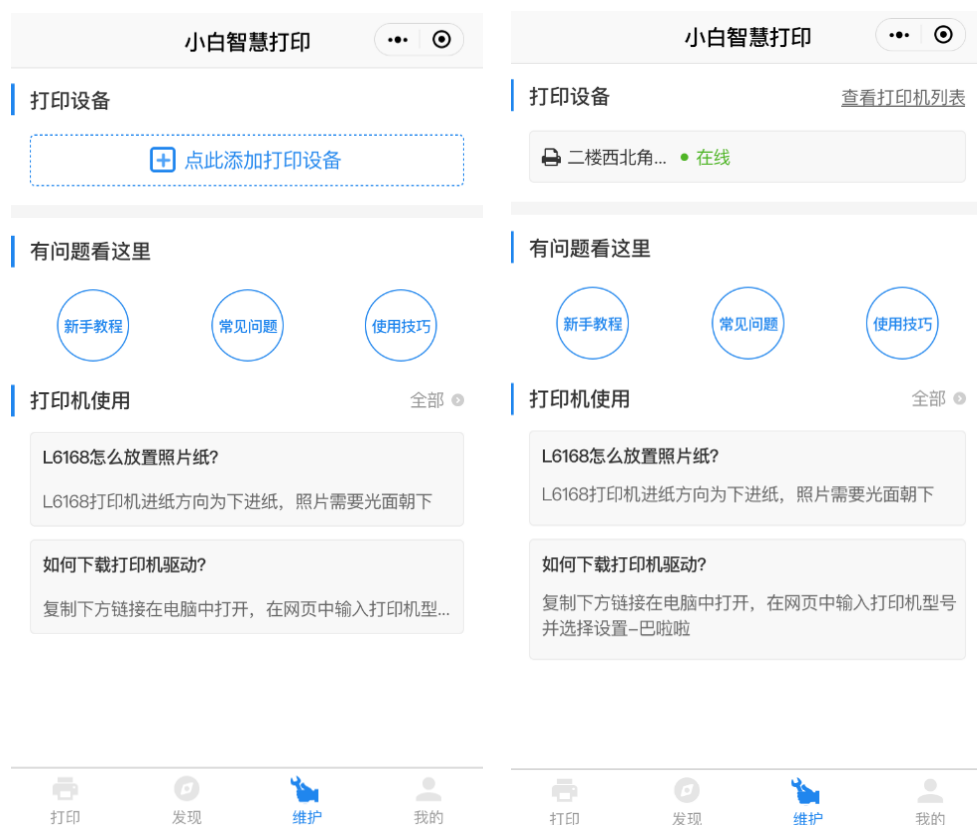 小白智慧打印
打印设备
点此添加打印设备
有问题看这里
新手教程
常见问题
使用技巧
打印机使用
全部
L6168怎么放置照片纸?
L6168打印机进纸方向为下进纸，照片需要光面朝下
如何下载打印机驱动?
复制下方链接在电脑中打开，在网页中输入打印机型...
打印
发现
维护
我的
小白智慧打印
打印设备
查看打印机列表
二楼西北角... 在线
有问题看这里
新手教程
常见问题
使用技巧
打印机使用
全部
L6168怎么放置照片纸?
L6168打印机进纸方向为下进纸，照片需要光面朝下
如何下载打印机驱动?
复制下方链接在电脑中打开，在网页中输入打印机型号
并选择设置-巴啦啦
打印
发现
维护
我的